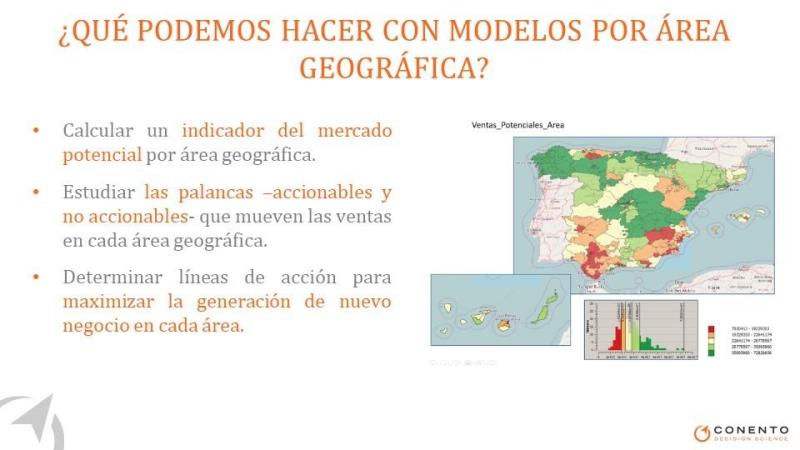 ¿QUÉ PODEMOS HACER CON MODELOS POR ÁREA
GEOGRÁFICA?
• Calcular un indicador del mercado
potencial por área geográfica.
• Estudiar las palancas –accionables y
no accionables- que mueven las ventas
en cada área geográfica.
• Determinar líneas de acción para
maximizar la generación de nuevo
negocio en cada área.
Ventas_Potenciales_Area
CONENTO
DECISION SCIENCE